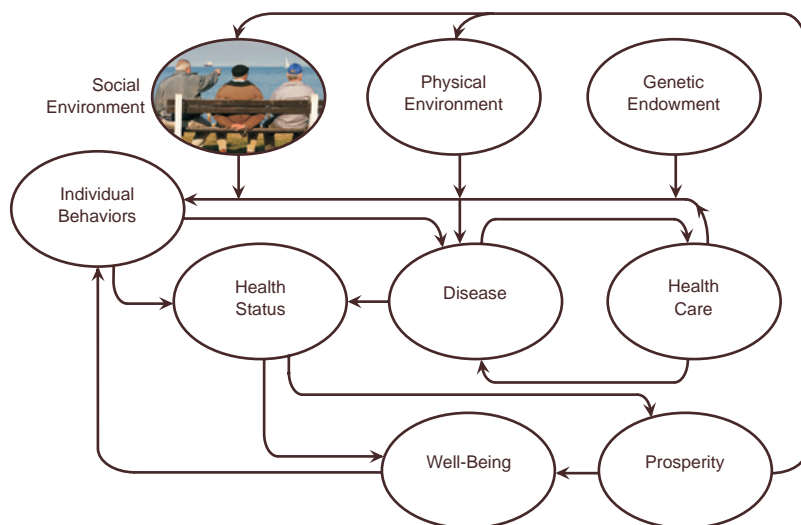 Social
Environment
Physical
Environment
Genetic
Endowment
Individual
Behaviors
Health
Status
Disease
Health
Care
Well-Being
Prosperity